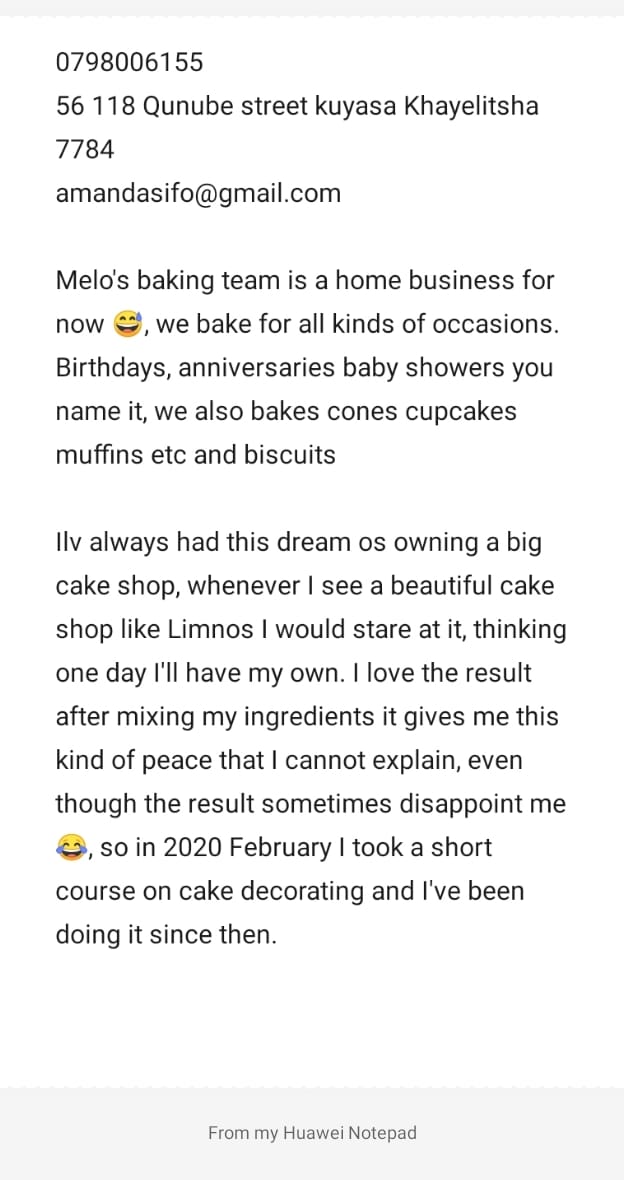 0798006155
56 118 Qunube street kuyasa Khayelitsha
7784
amandasifo@gmail.com
Melo's baking team is a home business for
now 😅, we bake for all kinds of occasions.
Birthdays, anniversaries baby showers you
name it, we also bakes cones cupcakes
muffins etc and biscuits
Ilv always had this dream os owning a big
cake shop, whenever I see a beautiful cake
shop like Limnos I would stare at it, thinking
one day I'll have my own. I love the result
after mixing my ingredients it gives me this
kind of peace that I cannot explain, even
though the result sometimes disappoint me
😂, so in 2020 February I took a short
course on cake decorating and I've been
doing it since then.
From my Huawei Notepad